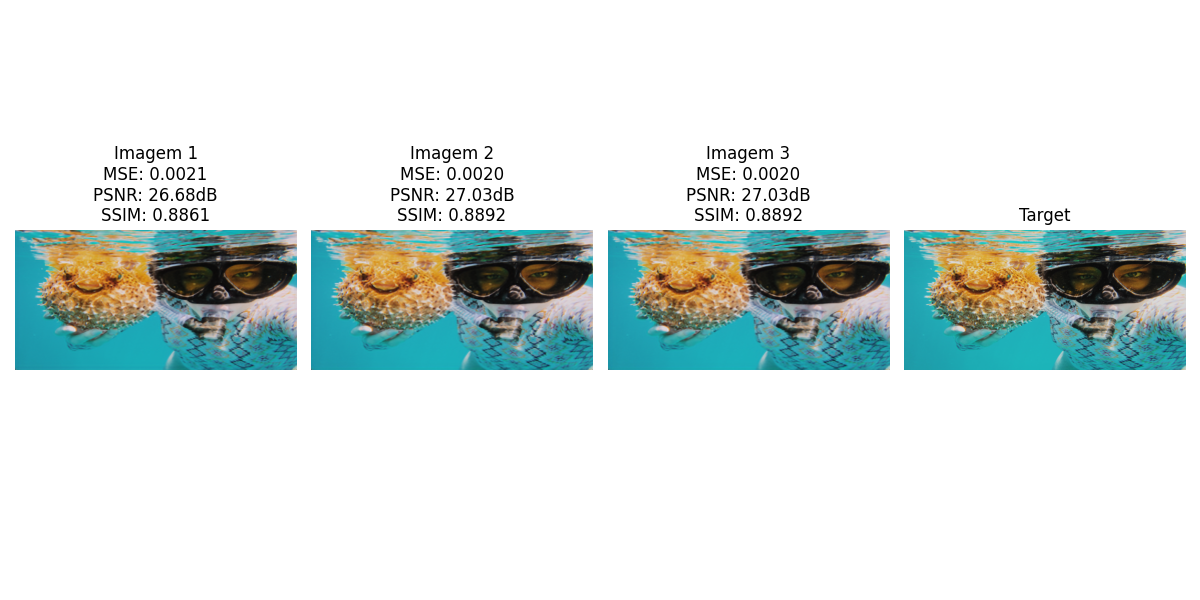 Imagem 1
MSE: 0.0021
PSNR: 26.68dB
SSIM: 0.8861
Imagem 2
MSE: 0.0020
PSNR: 27.03dB
SSIM: 0.8892
Imagem 3
MSE: 0.0020
PSNR: 27.03dB
SSIM: 0.8892
Target